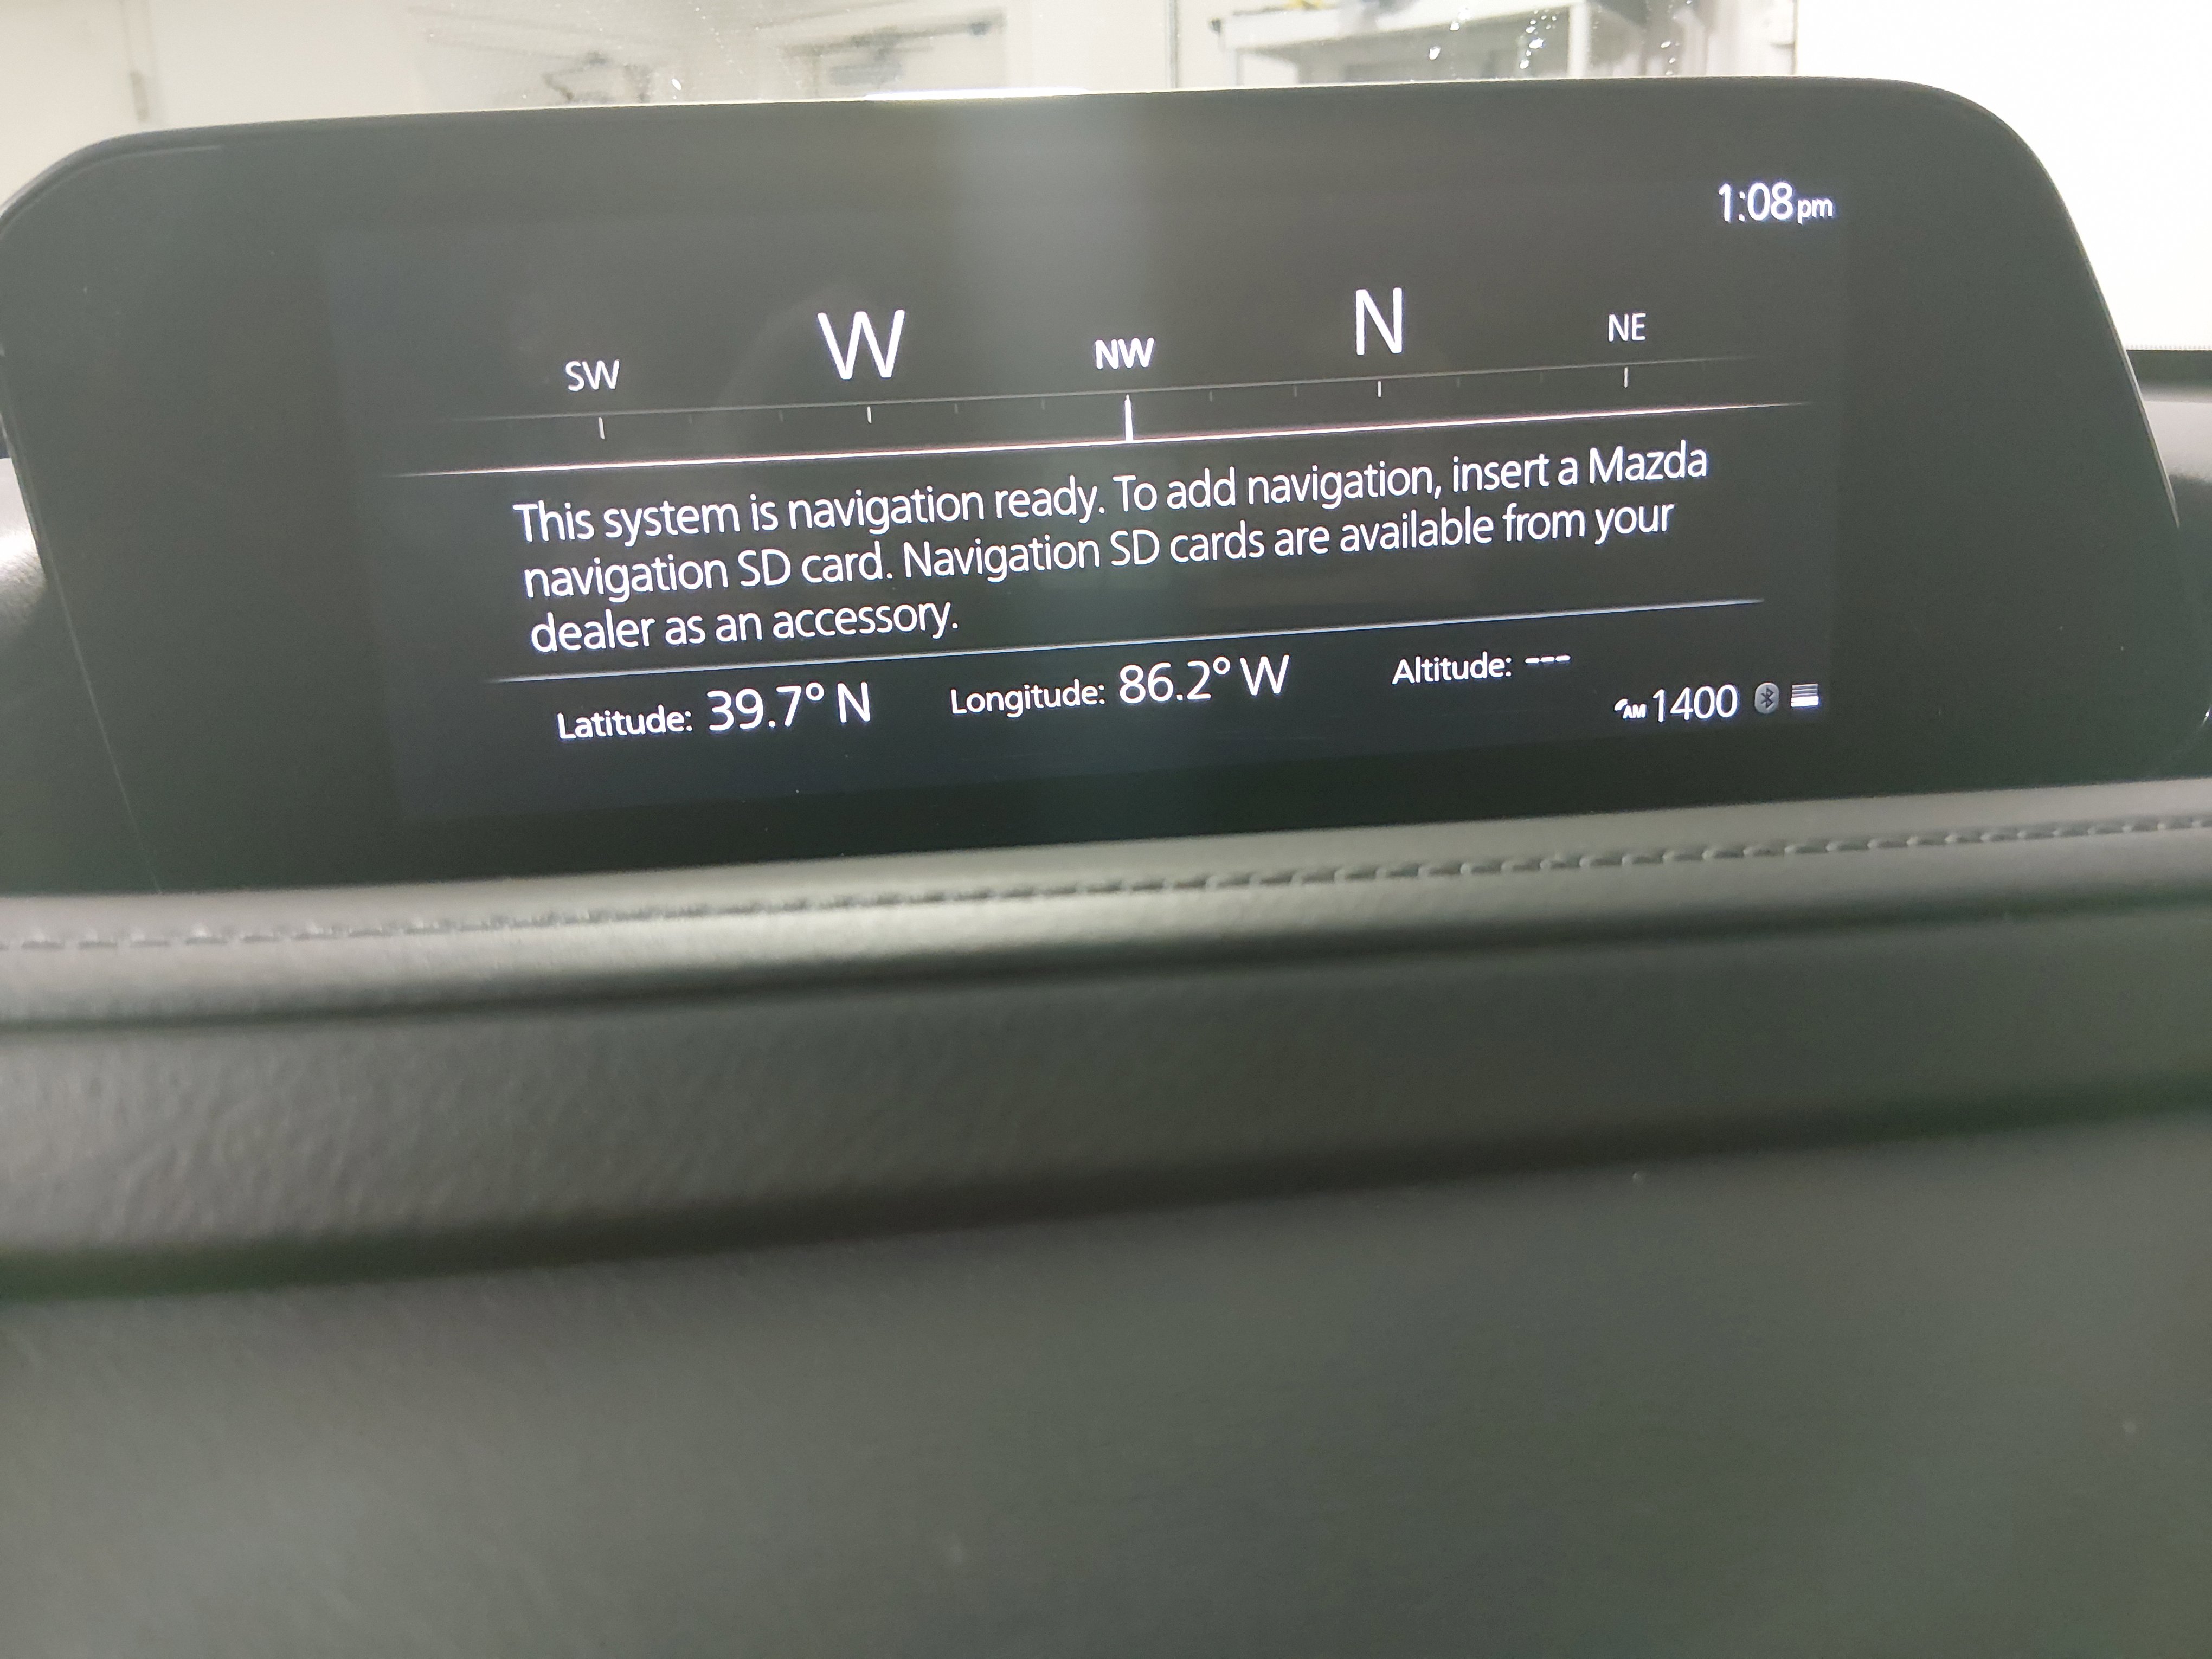 1:08pm
SW W NW N NE
This system is navigation ready. To add navigation, insert a Mazda
navigation SD card. Navigation SD cards are available from your
dealer as an accessory.
Latitude: 39.7° N Longitude: 86.2° W Altitude: ---
AM 1400